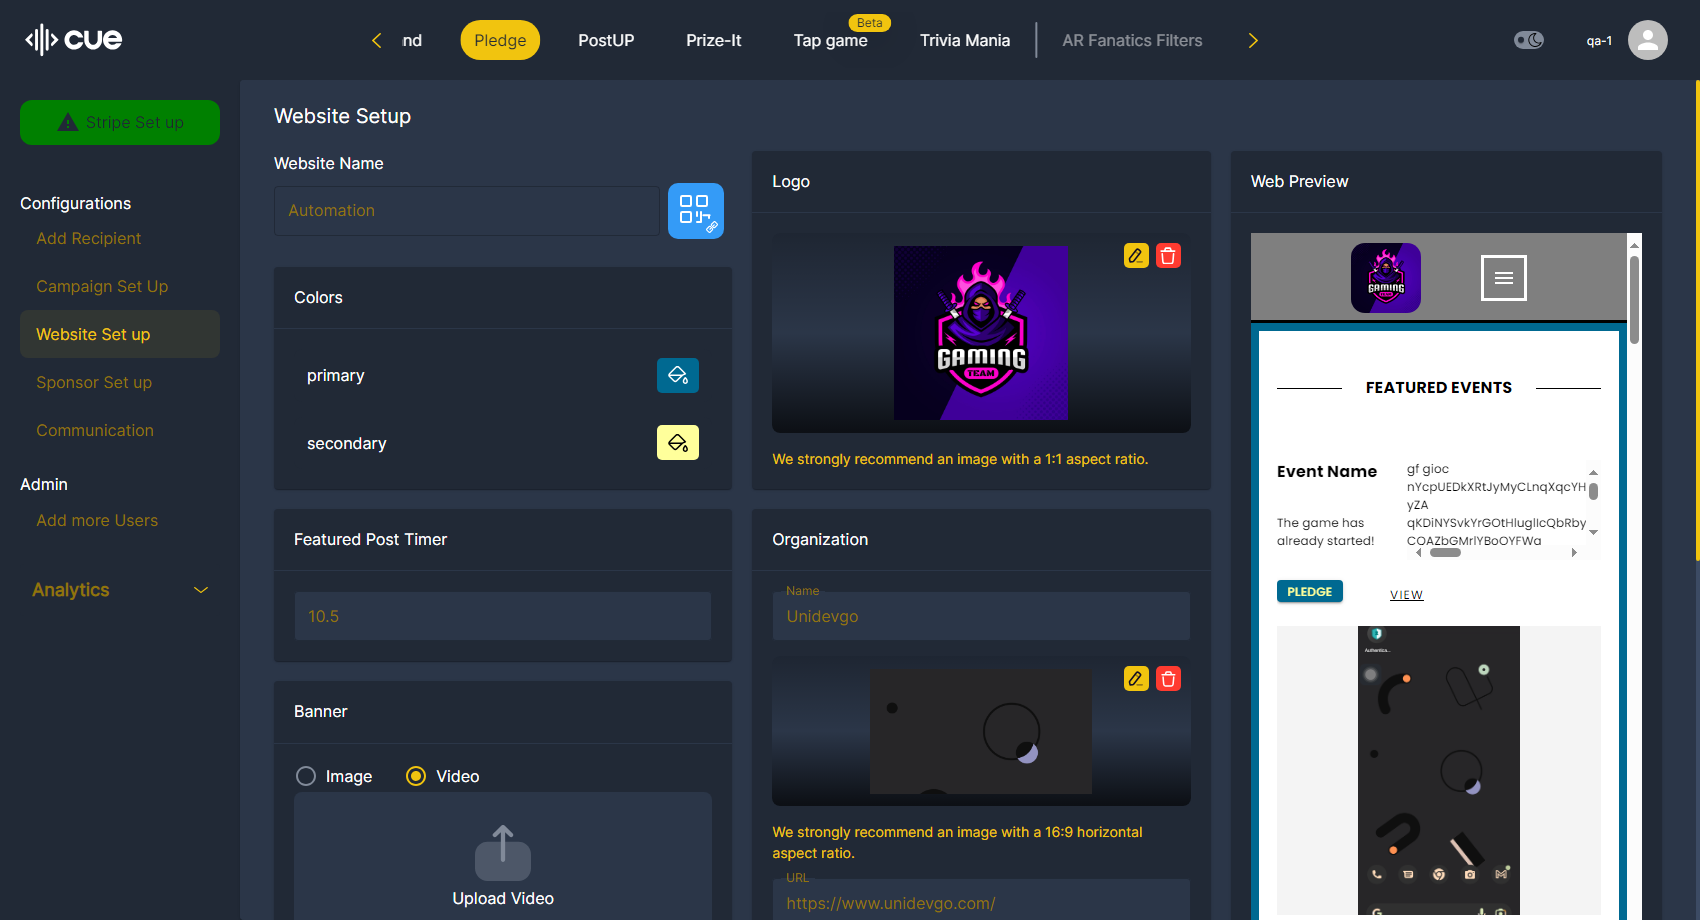 cue
nd
Pledge
PostUP
Prize-It
Beta
Tap game
Trivia Mania
AR Fanatics Filters
qa-1
Stripe Set up
Configurations
Add Recipient
Campaign Set Up
Website Set up
Sponsor Set up
Communication
Admin
Add more Users
Analytics
Website Setup
Website Name
Automation
Colors
primary
secondary
Featured Post Timer
10.5
Banner
Image
Video
Upload Video
Logo
GAMING
TEAM
We strongly recommend an image with a 1:1 aspect ratio.
Organization
Name
Unidevgo
We strongly recommend an image with a 16:9 horizontal
aspect ratio.
URL
https://www.unidevgo.com/
Web Preview
GAMING
TEAM
FEATURED EVENTS
Event Name
The game has
already started!
gf gioc
nYcpUEDkXRtJyMyCLnqXqcYH
yZA
qKDiNYSvkYrGOtHlugIIcQbRby
COAZbGMrlYBoOYFWa
PLEDGE
VIEW
Authentica...